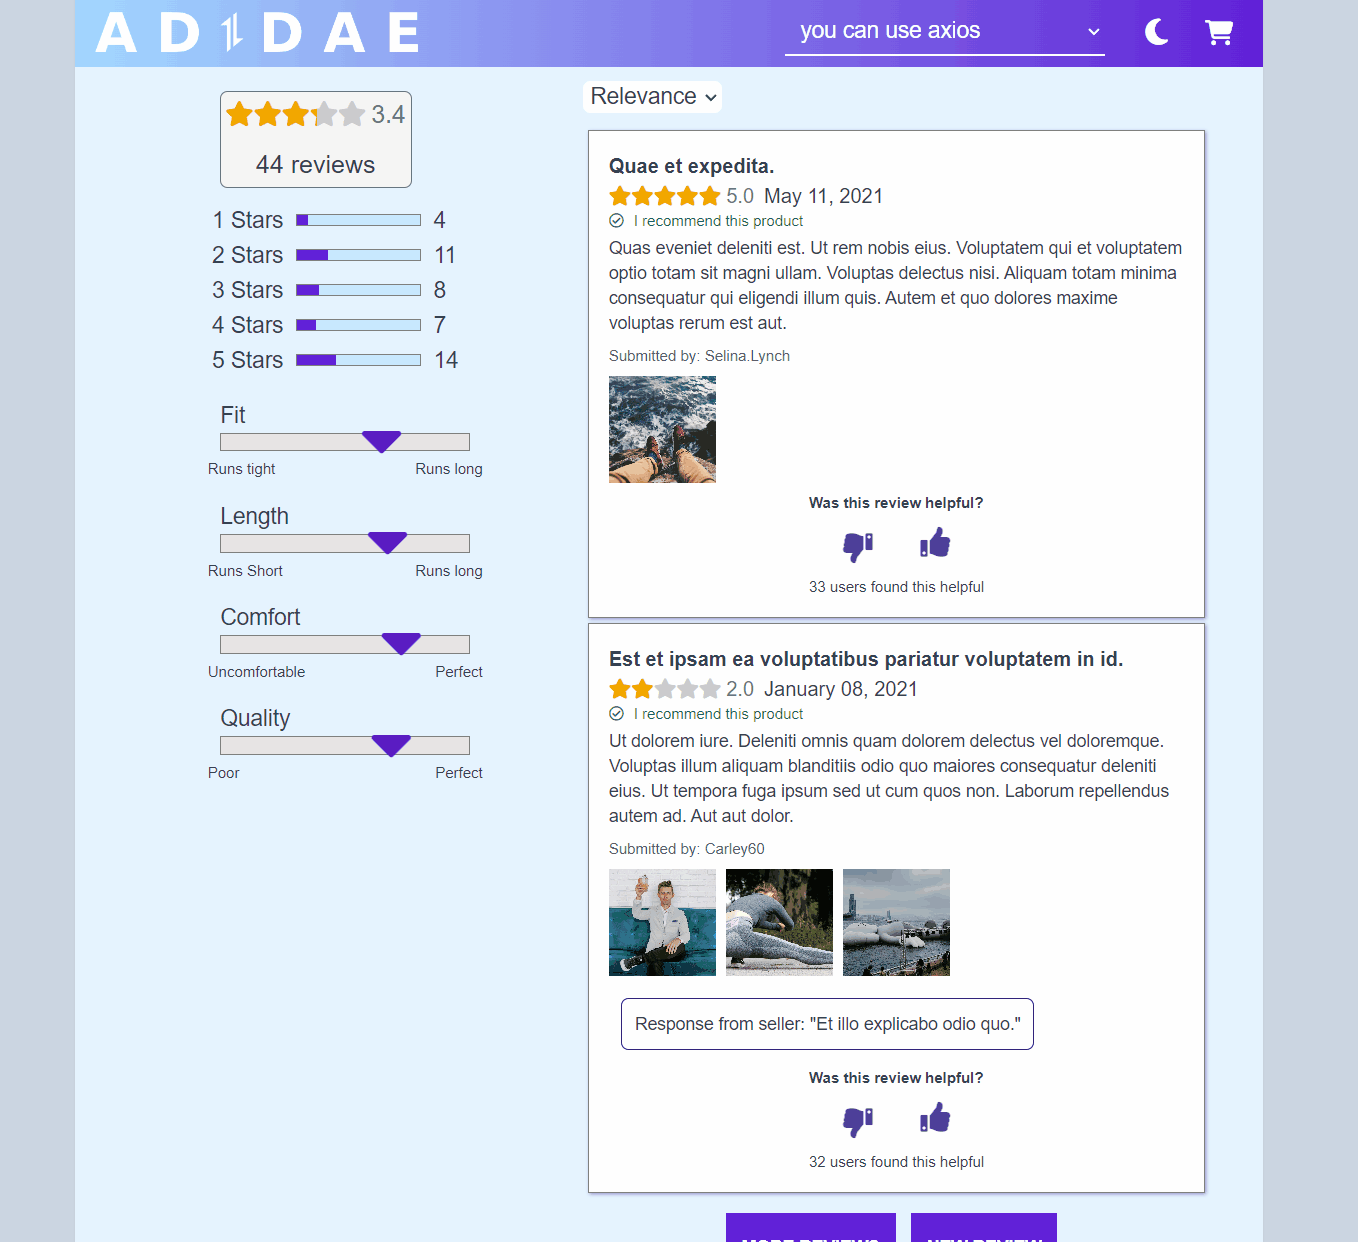 AD DAE
you can use axios
3.4
44 reviews
1 Stars 4
2 Stars 11
3 Stars 8
4 Stars 7
5 Stars 14
Fit
Runs tight Runs long
Length
Runs Short Runs long
Comfort
Uncomfortable Perfect
Quality
Poor Perfect
Relevance
Quae et expedita.
5.0 May 11, 2021
I recommend this product
Quas eveniet deleniti est. Ut rem nobis eius. Voluptatem qui et voluptatem
optio totam sit magni ullam. Voluptas delectus nisi. Aliquam totam minima
consequatur qui eligendi illum quis. Autem et quo dolores maxime
voluptas rerum est aut.
Submitted by: Selina.Lynch
Was this review helpful?
33 users found this helpful
Est et ipsam ea voluptatibus pariatur voluptatem in id.
2.0 January 08, 2021
I recommend this product
Ut dolorem iure. Deleniti omnis quam dolorem delectus vel doloremque.
Voluptas illum aliquam blanditiis odio quo maiores consequatur deleniti
eius. Ut tempora fuga ipsum sed ut cum quos non. Laborum repellendus
autem ad. Aut aut dolor.
Submitted by: Carley60
Response from seller: "Et illo explicabo odio quo."
Was this review helpful?
32 users found this helpful
MORE REVIEWS NEW REVIEW